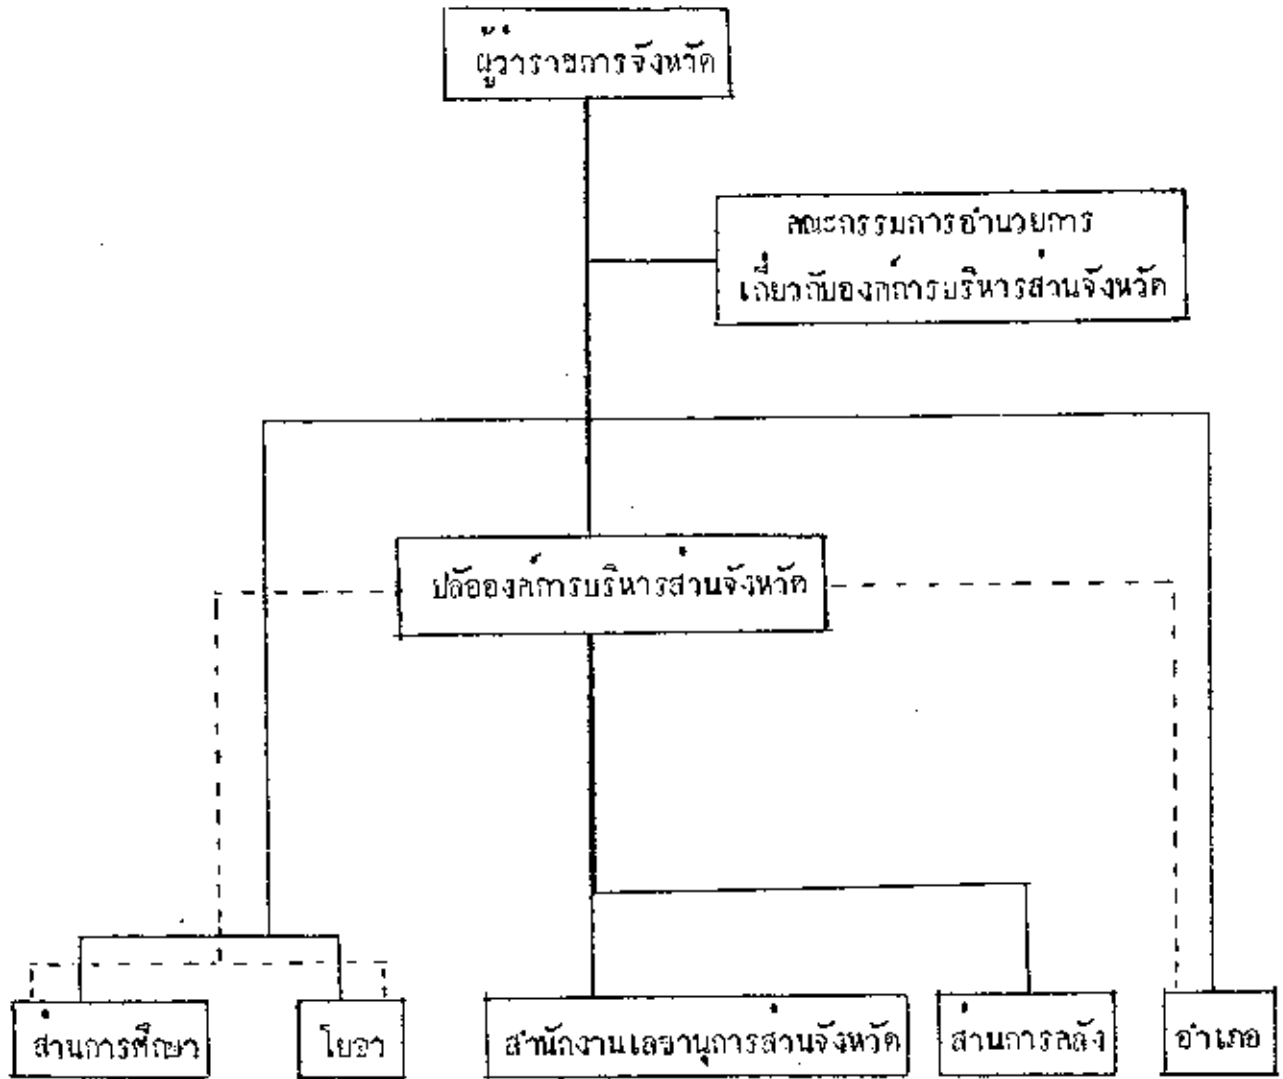 ผู้ว่าราชการจังหวัด
คณะกรรมการอำนวยการ
เกี่ยวกับองค์การบริหารส่วนจังหวัด
ปลัดองค์การบริหารส่วนจังหวัด
ส่วนการศึกษา
โยธา
สำนักงานเลขานุการส่วนจังหวัด
ส่วนการคลัง
อำเภอ